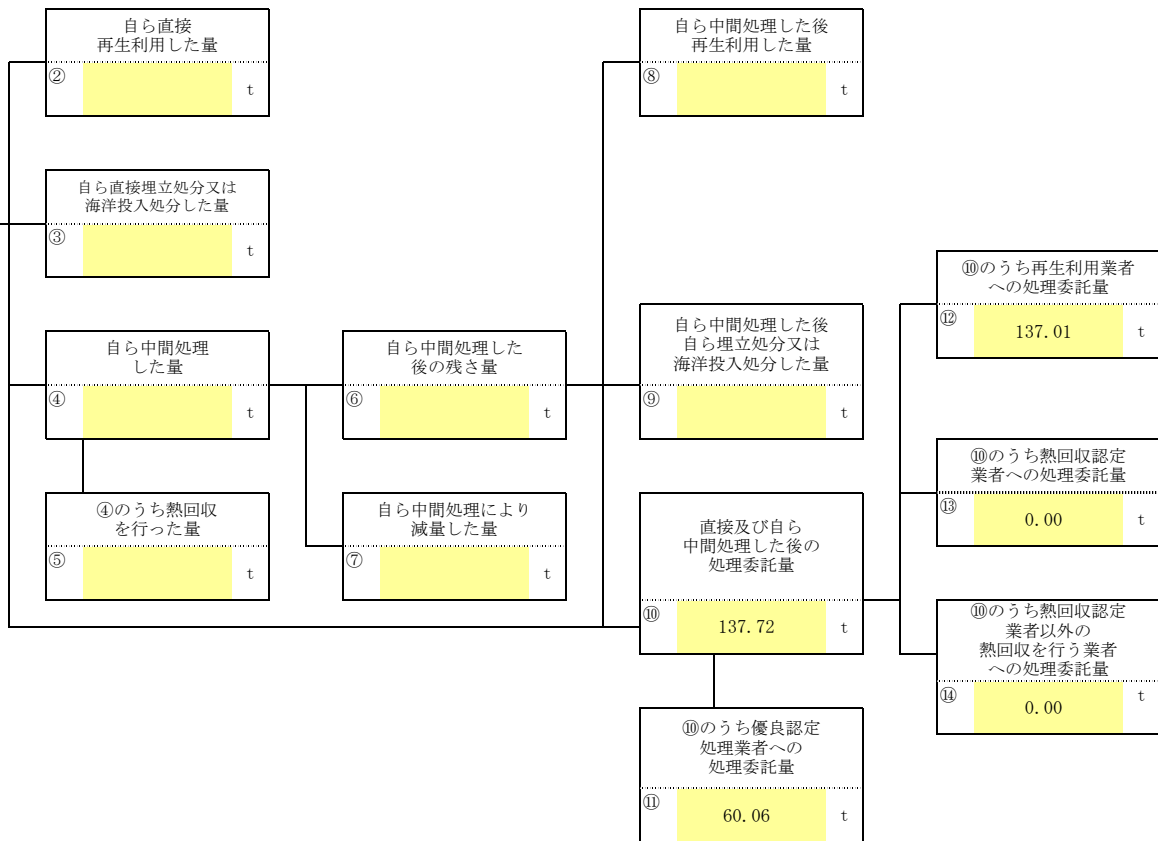 自ら直接
再生利用した量
②
t
自ら中間処理した後
再生利用した量
⑧
t
自ら直接埋立処分又は
海洋投入処分した量
③
t
⑩のうち再生利用業者
への処理委託量
⑫
137.01
t
自ら中間処理
した量
④
t
自ら中間処理した
後の残さ量
⑥
t
自ら中間処理した後
自ら埋立処分又は
海洋投入処分した量
⑨
t
⑩のうち熱回収認定
業者への処理委託量
⑬
0.00
t
④のうち熱回収
を行った量
⑤
t
自ら中間処理により
減量した量
⑦
t
直接及び自ら
中間処理した後の
処理委託量
⑩
137.72
t
⑩のうち熱回収認定
業者以外の
熱回収を行う業者
への処理委託量
⑭
0.00
t
⑩のうち優良認定
処理業者への
処理委託量
⑪
60.06
t